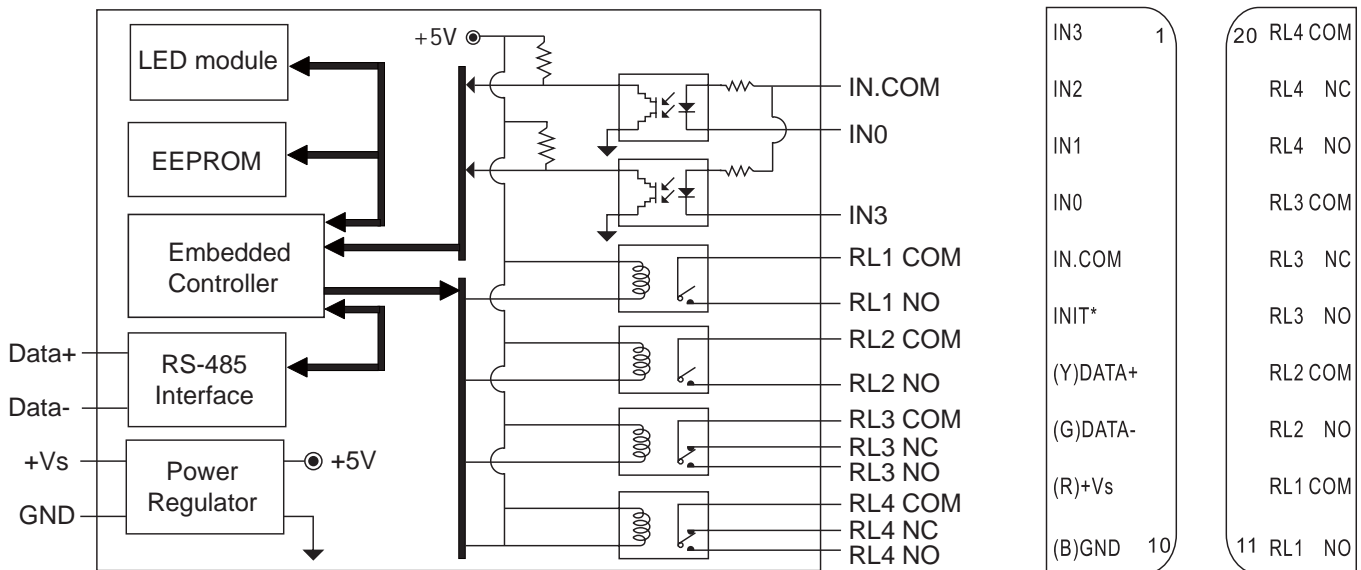 +5V
LED module
EEPROM
Embedded
Controller
RS-485
Interface
Power
Regulator
+5V
Data+
Data-
+Vs
GND
IN.COM
IN0
IN3
RL1 COM
RL1 NO
RL2 COM
RL2 NO
RL3 COM
RL3 NC
RL3 NO
RL4 COM
RL4 NC
RL4 NO
IN3 1
IN2
IN1
IN0
IN.COM
INIT*
(Y)DATA+
(G)DATA-
(R)+Vs
(B)GND 10
20 RL4 COM
RL4 NC
RL4 NO
RL3 COM
RL3 NC
RL3 NO
RL2 COM
RL2 NO
RL1 COM
11 RL1 NO